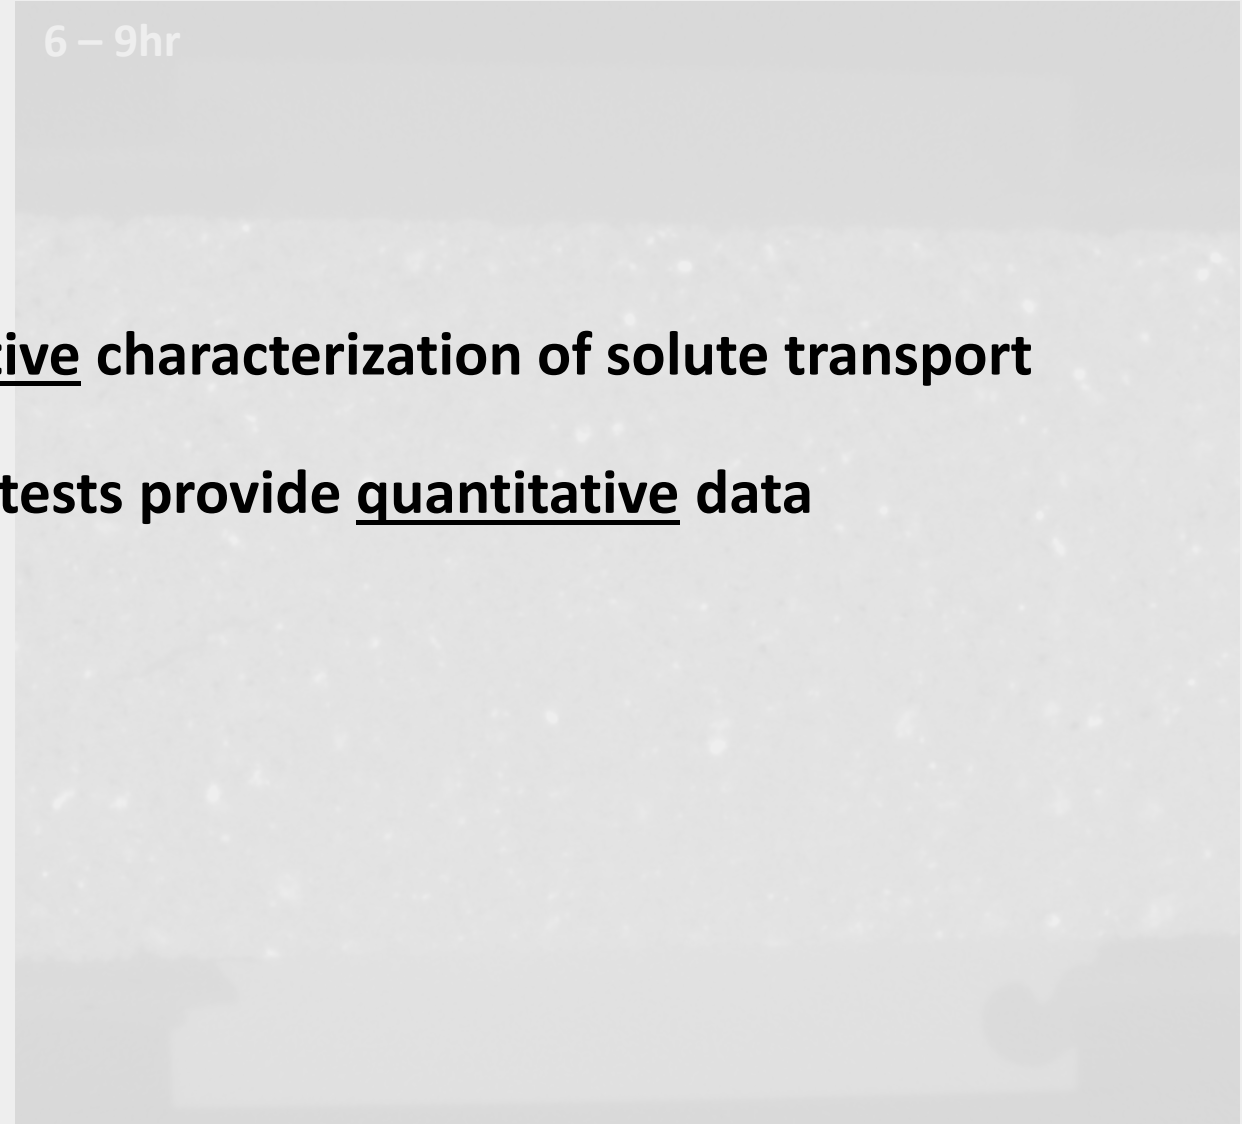 6 – 9hr
tive characterization of solute transport
tests provide quantitative data